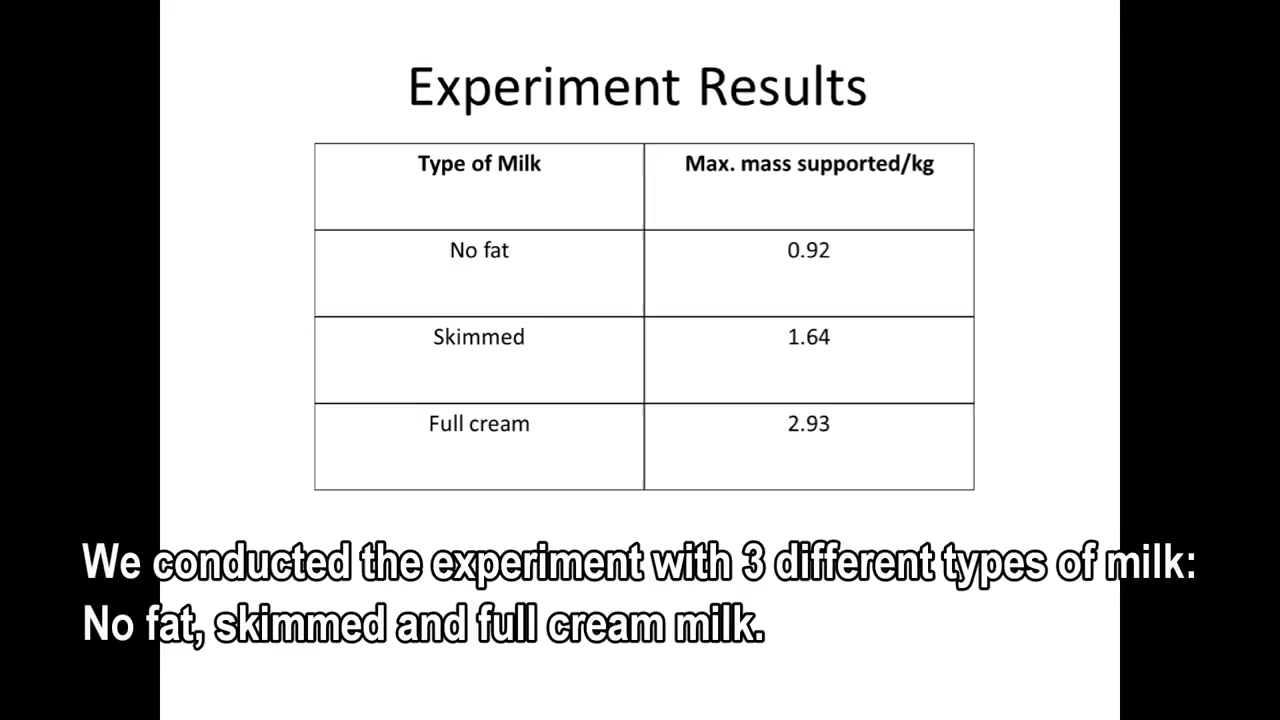 Experiment Results
Type of Milk Max. mass supported/kg
No fat 0.92
Skimmed 1.64
Full cream 2.93
We conducted the experiment with 3 different types of milk:
No fat, skimmed and full cream milk.